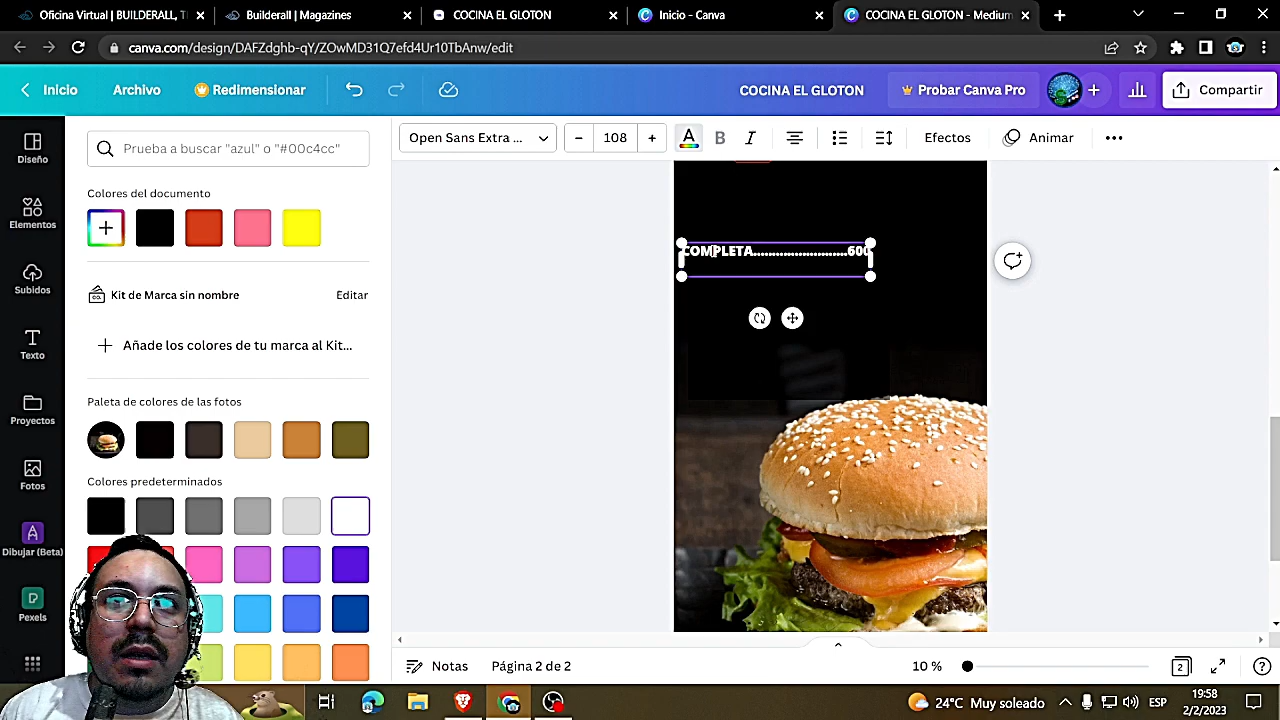 Oficina Virtual | BUILDERALL, T
Builderall | Magazines
COCINA EL GLOTON
Inicio - Canva
COCINA EL GLOTON - Medium
canva.com/design/DAFZdghb-qY/ZOwMD31Q7efd4Ur10TbAnw/edit
Inicio
Archivo
Redimensionar
COCINA EL GLOTON
Probar Canva Pro
Compartir
Diseño
Elementos
Subidos
Texto
Proyectos
Fotos
Dibujar (Beta)
Pexels
Prueba a buscar "azul" o "#00c4cc"
Colores del documento
Kit de Marca sin nombre
Editar
Añade los colores de tu marca al Kit...
Paleta de colores de las fotos
Colores predeterminados
Open Sans Extra ...
108
A
B
I
Efectos
Animar
COMPLETA.........................600
Notas
Página 2 de 2
10 %
2
24°C Muy soleado
ESP
19:58
2/2/2023